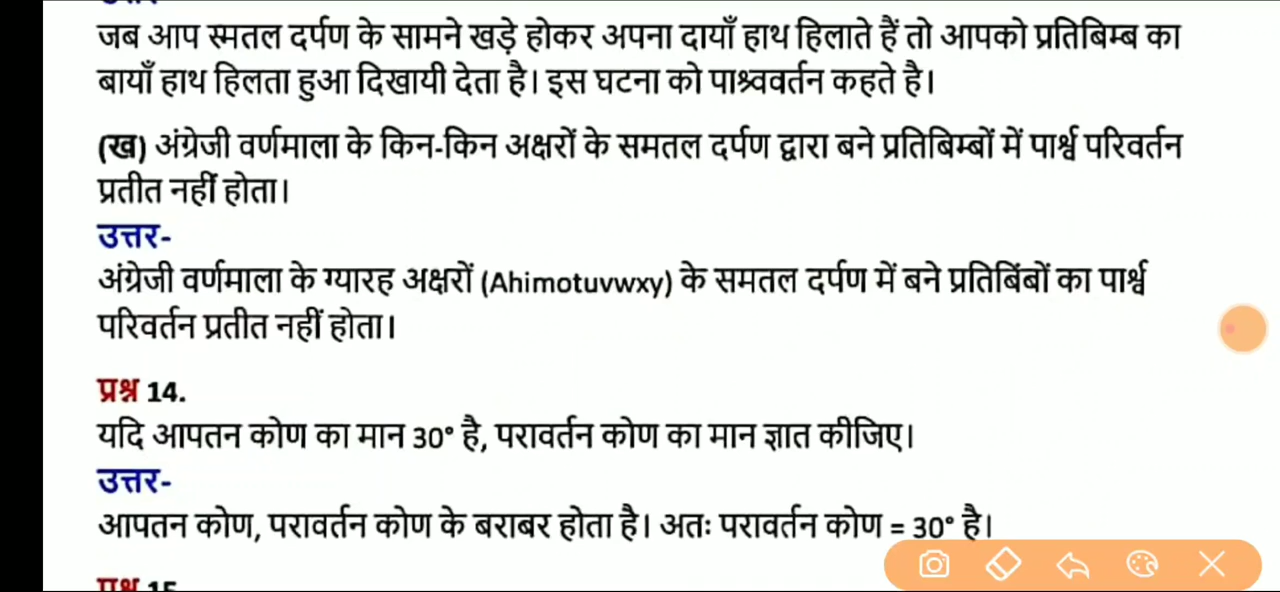 जब आप स्मतल दर्पण के सामने खड़े होकर अपना दायाँ हाथ हिलाते हैं तो आपको प्रतिबिम्ब का
बायाँ हाथ हिलता हुआ दिखायी देता है। इस घटना को पाश्र्ववर्तन कहते है।
(ख) अंग्रेजी वर्णमाला के किन-किन अक्षरों के समतल दर्पण द्वारा बने प्रतिबिम्बों में पार्श्व परिवर्तन
प्रतीत नहीं होता।
उत्तर-
अंग्रेजी वर्णमाला के ग्यारह अक्षरों (Ahimotuvwxy) के समतल दर्पण में बने प्रतिबिंबों का पार्श्व
परिवर्तन प्रतीत नहीं होता।
प्रश्न 14.
यदि आपतन कोण का मान 30° है, परावर्तन कोण का मान ज्ञात कीजिए।
उत्तर-
आपतन कोण, परावर्तन कोण के बराबर होता है। अतः परावर्तन कोण = 30° है।